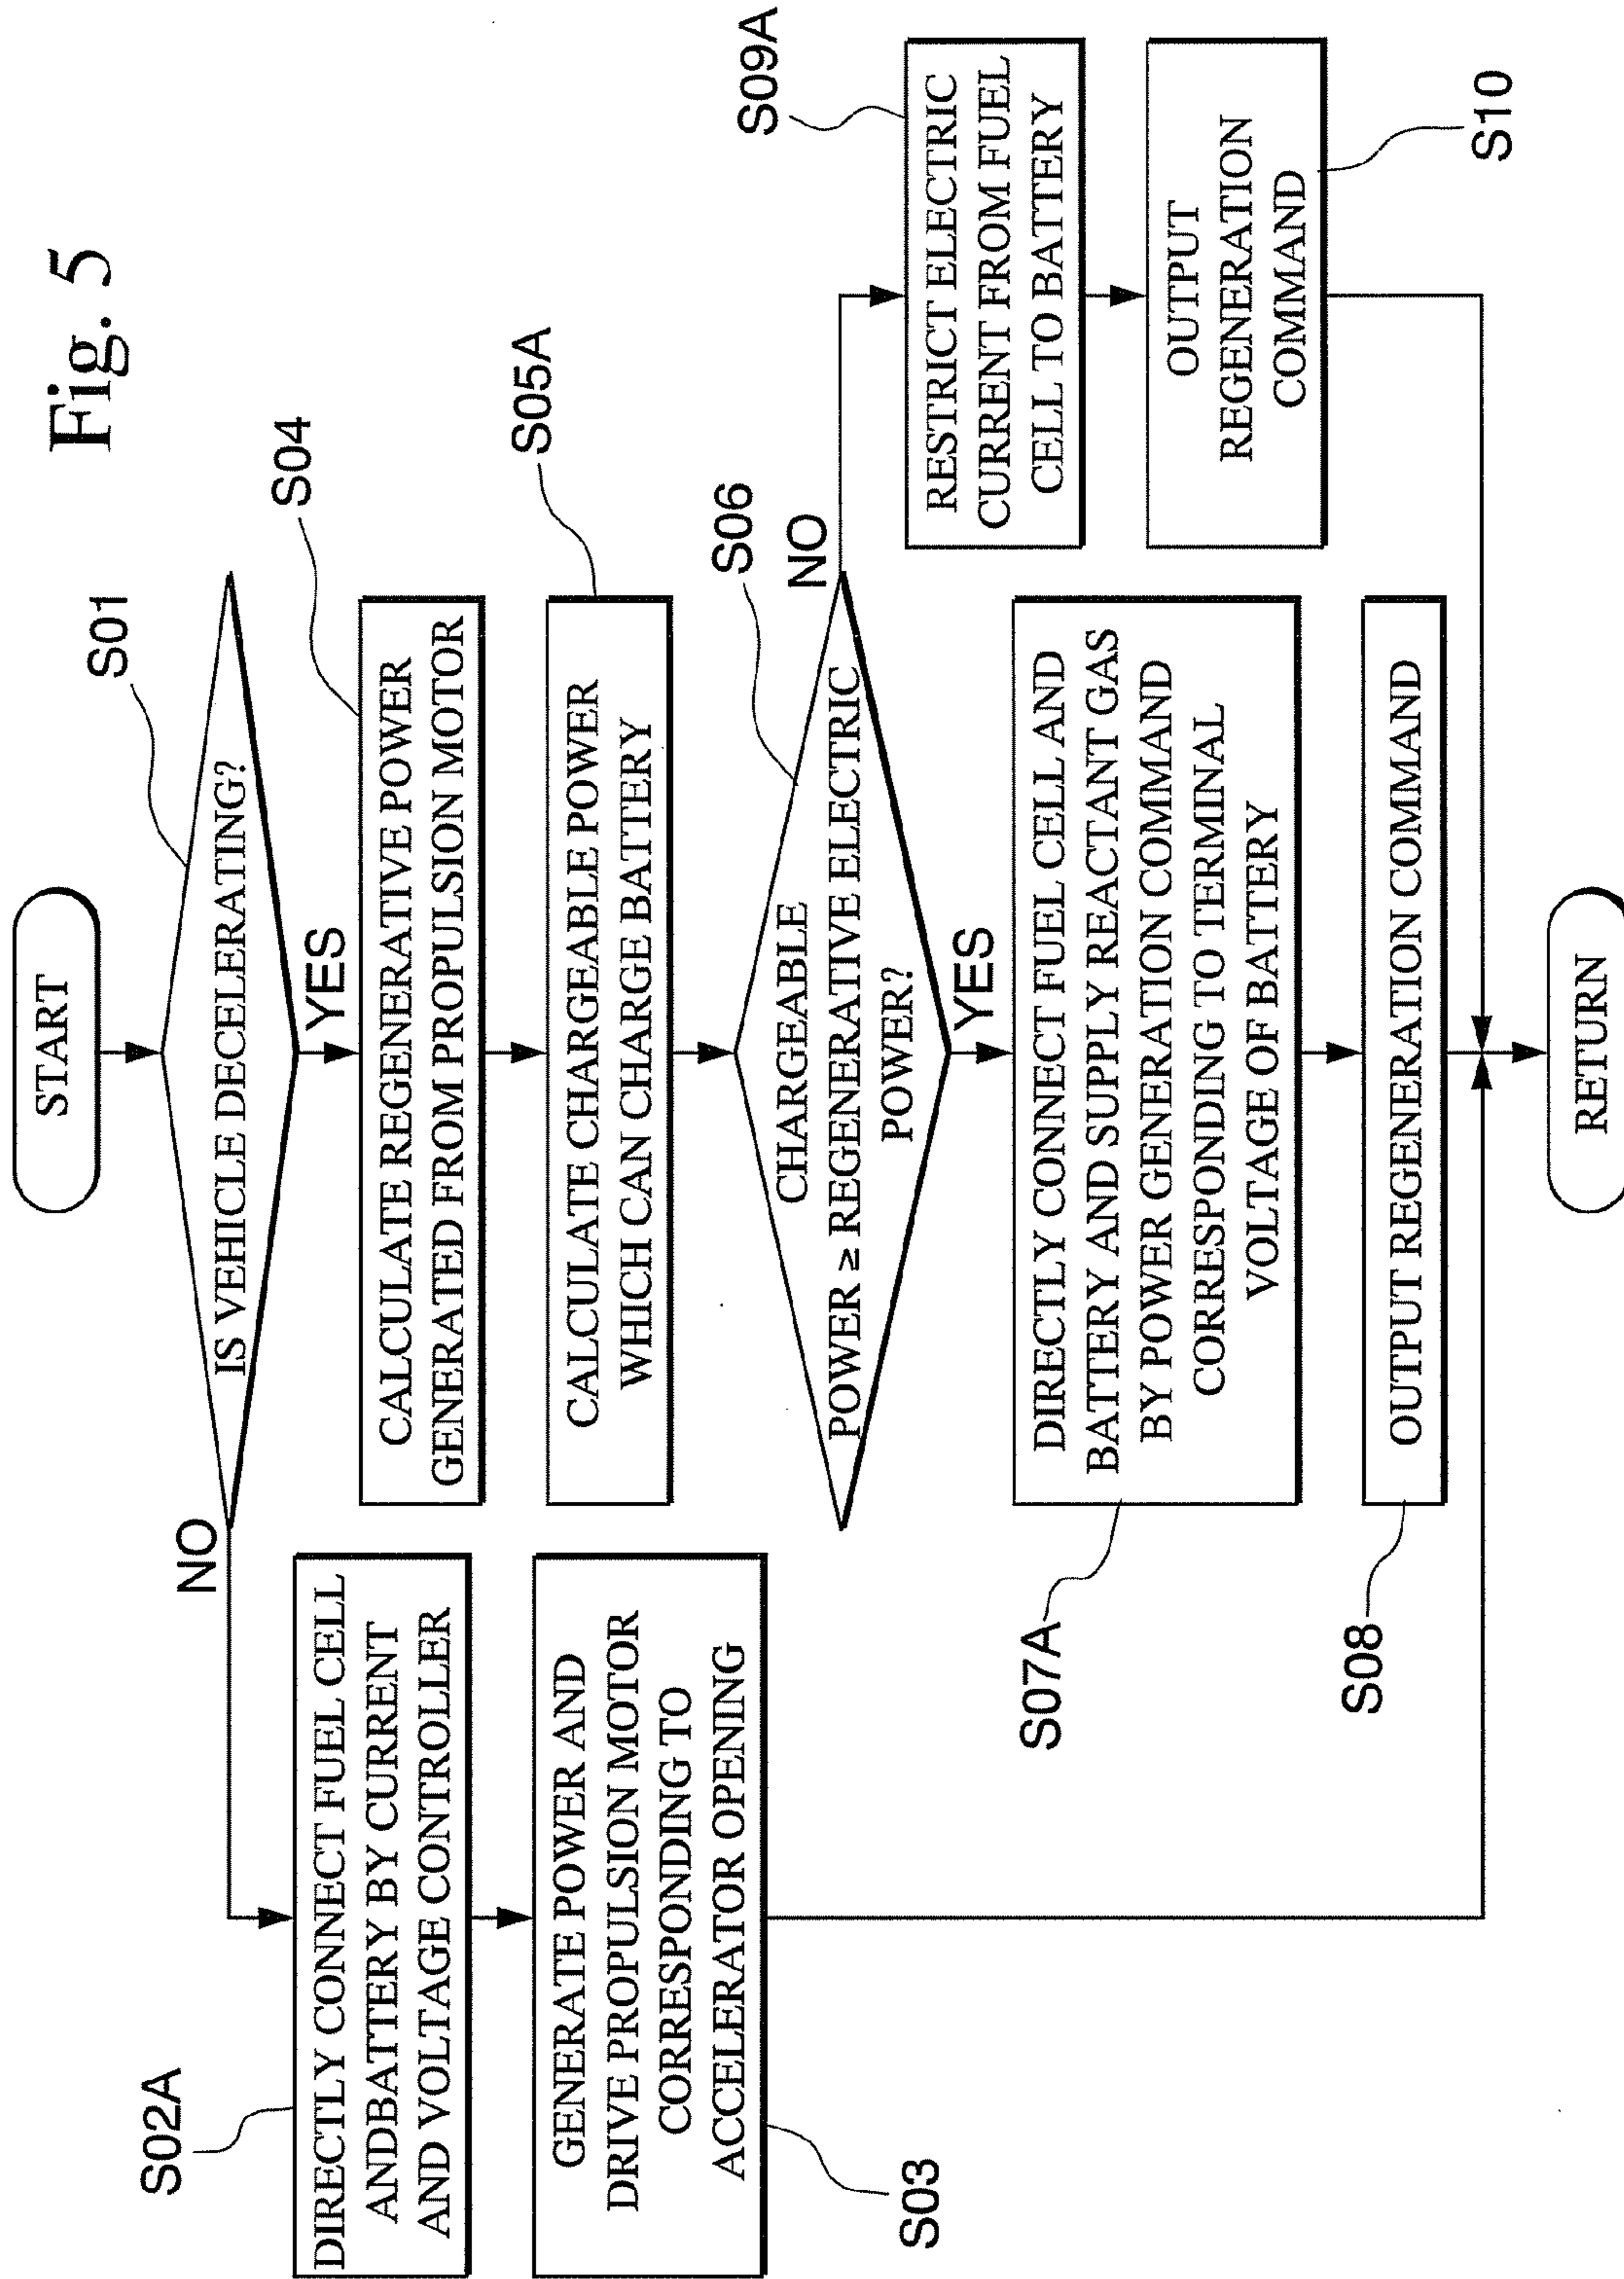 Fig. 5
START
S01
IS VEHICLE DECELERATING?
NO
YES
S02A
DIRECTLY CONNECT FUEL CELL
ANDBATTERY BY CURRENT
AND VOLTAGE CONTROLLER
S03
GENERATE POWER AND
DRIVE PROPULSION MOTOR
CORRESPONDING TO
ACCELERATOR OPENING
S04
CALCULATE REGENERATIVE POWER
GENERATED FROM PROPULSION MOTOR
S05A
CALCULATE CHARGEABLE POWER
WHICH CAN CHARGE BATTERY
S06
CHARGEABLE
POWER ≥ REGENERATIVE ELECTRIC
POWER?
NO
YES
S07A
DIRECTLY CONNECT FUEL CELL AND
BATTERY AND SUPPLY REACTANT GAS
BY POWER GENERATION COMMAND
CORRESPONDING TO TERMINAL
VOLTAGE OF BATTERY
S08
OUTPUT REGENERATION COMMAND
S09A
RESTRICT ELECTRIC
CURRENT FROM FUEL
CELL TO BATTERY
S10
OUTPUT
REGENERATION
COMMAND
RETURN